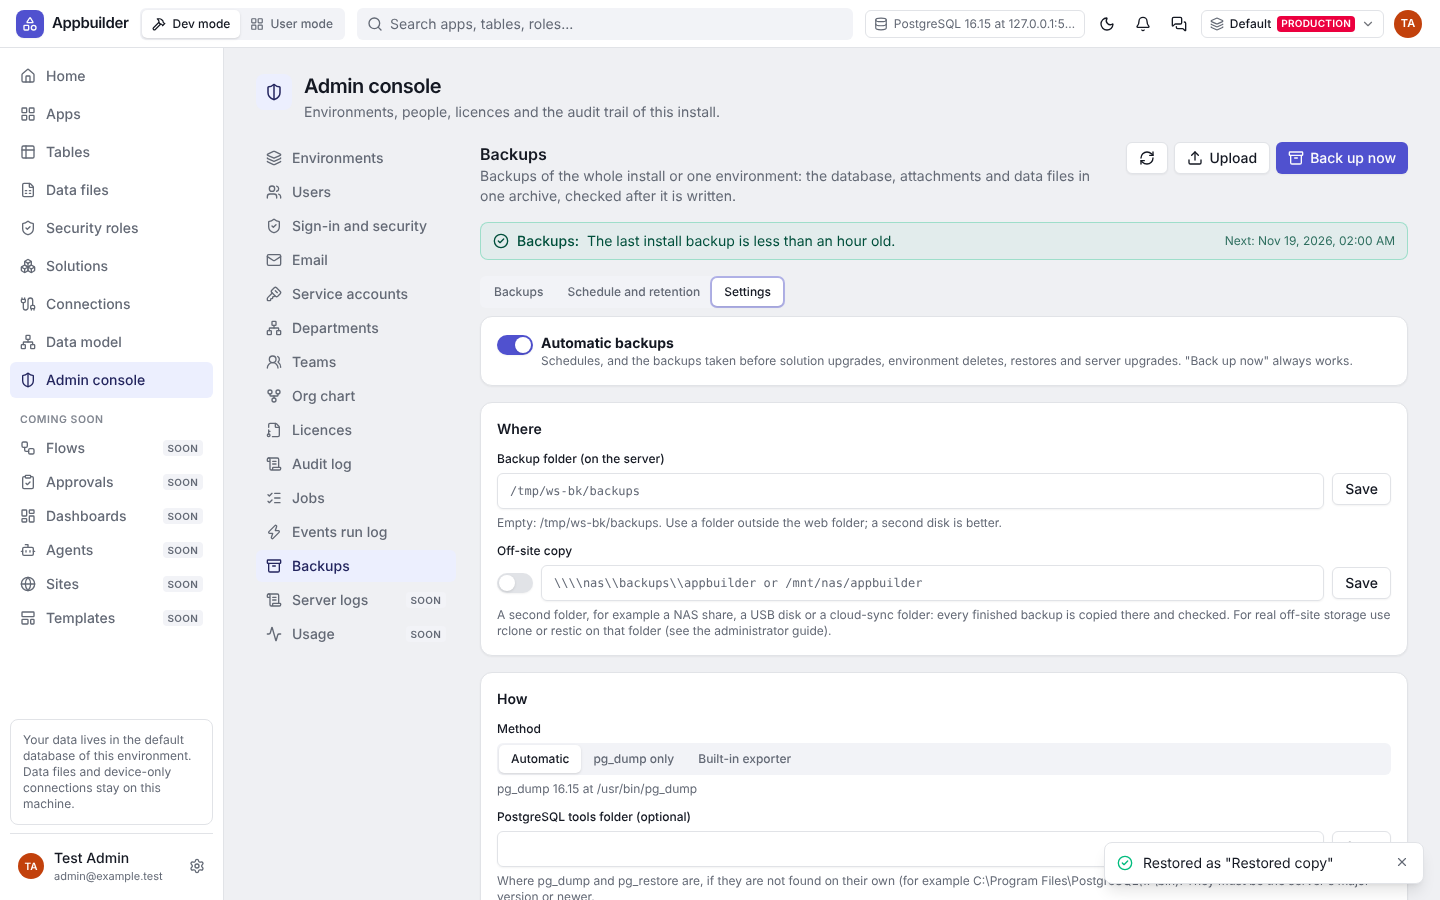 Appbuilder
Dev mode
User mode
Search apps, tables, roles...
PostgreSQL 16.15 at 127.0.0.1:5...
Default PRODUCTION
TA
Home
Apps
Tables
Data files
Security roles
Solutions
Connections
Data model
Admin console
COMING SOON
Flows SOON
Approvals SOON
Dashboards SOON
Agents SOON
Sites SOON
Templates SOON
Your data lives in the default
database of this environment.
Data files and device-only
connections stay on this
machine.
TA
Test Admin
admin@example.test
Admin console
Environments, people, licences and the audit trail of this install.
Environments
Users
Sign-in and security
Email
Service accounts
Departments
Teams
Org chart
Licences
Audit log
Jobs
Events run log
Backups
Server logs SOON
Usage SOON
Backups
Backups of the whole install or one environment: the database, attachments and data files in
one archive, checked after it is written.
Upload
Back up now
Backups: The last install backup is less than an hour old.
Next: Nov 19, 2026, 02:00 AM
Backups
Schedule and retention
Settings
Automatic backups
Schedules, and the backups taken before solution upgrades, environment deletes, restores and server upgrades. "Back up now" always works.
Where
Backup folder (on the server)
/tmp/ws-bk/backups
Save
Empty: /tmp/ws-bk/backups. Use a folder outside the web folder; a second disk is better.
Off-site copy
\\\\nas\\backups\\appbuilder or /mnt/nas/appbuilder
Save
A second folder, for example a NAS share, a USB disk or a cloud-sync folder: every finished backup is copied there and checked. For real off-site storage use
rclone or restic on that folder (see the administrator guide).
How
Method
Automatic
pg_dump only
Built-in exporter
pg_dump 16.15 at /usr/bin/pg_dump
PostgreSQL tools folder (optional)
Where pg_dump and pg_restore are, if they are not found on their own (for example C:\Program Files\
version or newer.
Restored as "Restored copy"